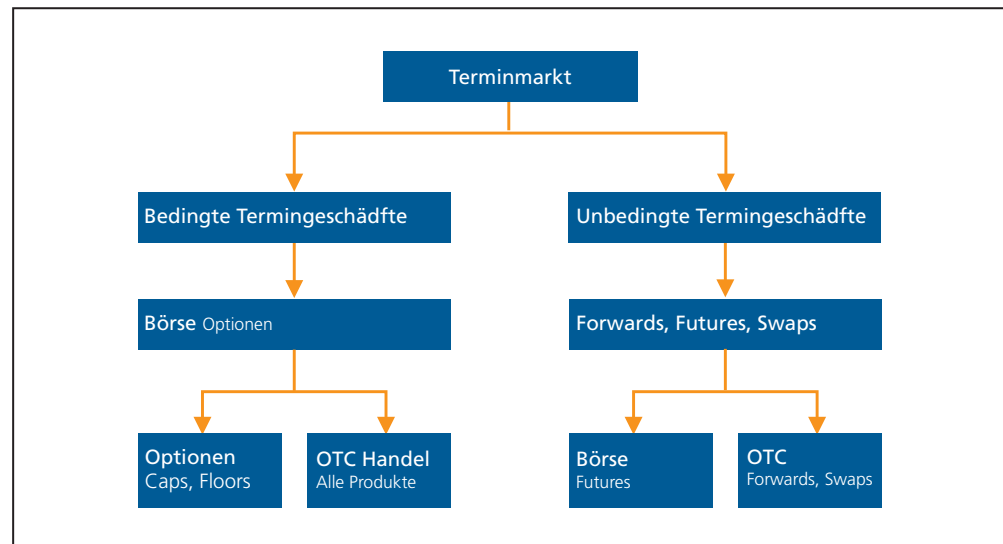 Terminmarkt
Bedingte Termingeschädfte
Unbedingte Termingeschädfte
Börse Optionen
Forwards, Futures, Swaps
Optionen
Caps, Floors
OTC Handel
Alle Produkte
Börse
Futures
OTC
Forwards, Swaps